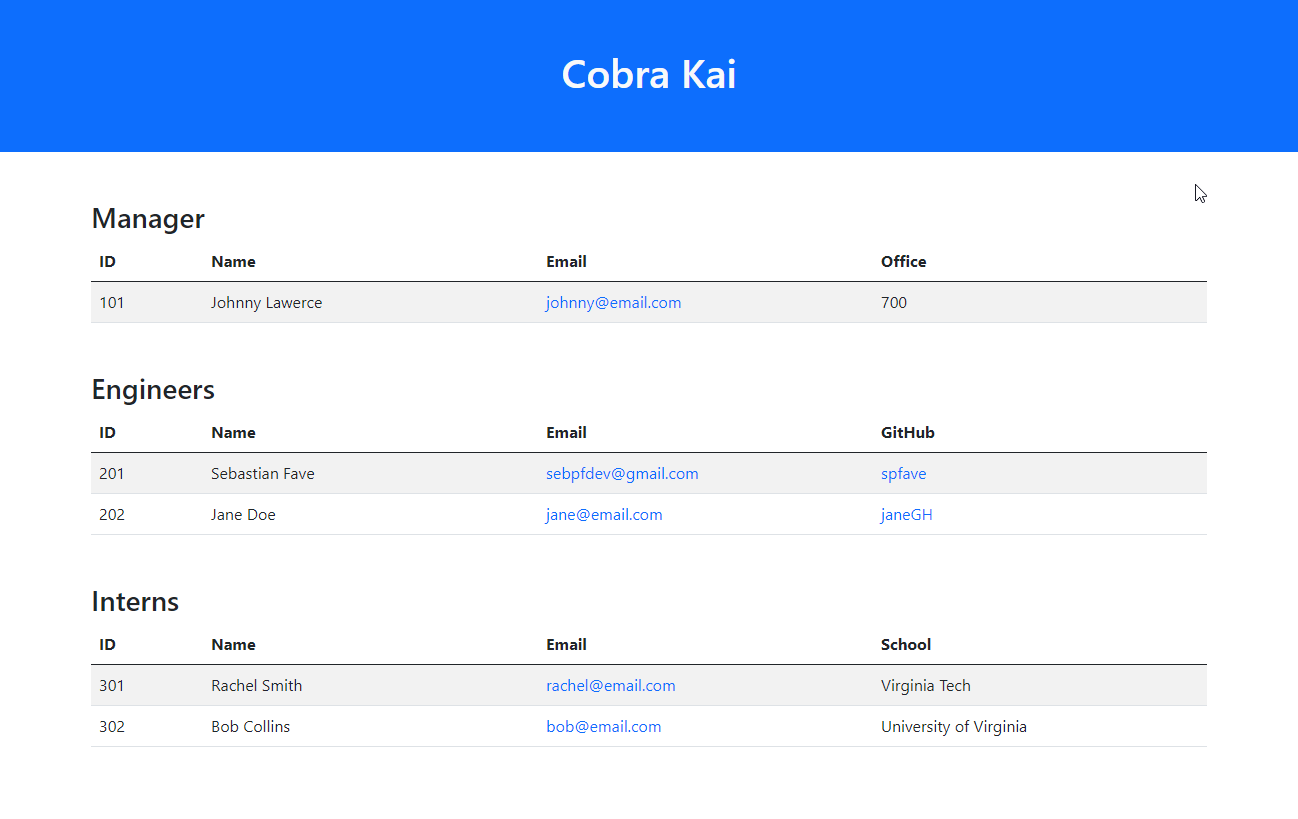 Cobra Kai
Manager
ID Name Email Office
101 Johnny Lawerce johnny@email.com 700
Engineers
ID Name Email GitHub
201 Sebastian Fave sebpfdev@gmail.com spfave
202 Jane Doe jane@email.com janeGH
Interns
ID Name Email School
301 Rachel Smith rachel@email.com Virginia Tech
302 Bob Collins bob@email.com University of Virginia